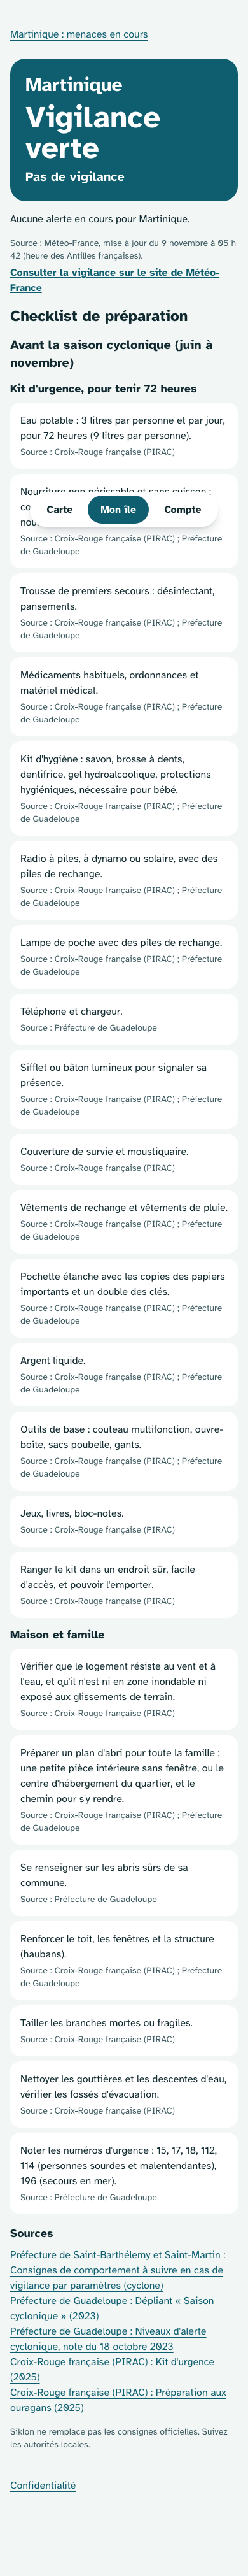 Martinique : menaces en cours
Martinique
Vigilance
verte
Pas de vigilance
Aucune alerte en cours pour Martinique.
Source : Météo-France, mise à jour du 9 novembre à 05 h
42 (heure des Antilles françaises).
Consulter la vigilance sur le site de Météo-
France
Checklist de préparation
Avant la saison cyclonique (juin à
novembre)
Kit d'urgence, pour tenir 72 heures
Eau potable : 3 litres par personne et par jour,
pour 72 heures (9 litres par personne).
Source : Croix-Rouge française (PIRAC)
Nourriture non périssable et sans cuisson :
Carte
Mon île
Compte
Source : Croix-Rouge française (PIRAC) ; Préfecture
de Guadeloupe
Trousse de premiers secours : désinfectant,
pansements.
Source : Croix-Rouge française (PIRAC) ; Préfecture
de Guadeloupe
Médicaments habituels, ordonnances et
matériel médical.
Source : Croix-Rouge française (PIRAC) ; Préfecture
de Guadeloupe
Kit d'hygiène : savon, brosse à dents,
dentifrice, gel hydroalcoolique, protections
hygiéniques, nécessaire pour bébé.
Source : Croix-Rouge française (PIRAC) ; Préfecture
de Guadeloupe
Radio à piles, à dynamo ou solaire, avec des
piles de rechange.
Source : Croix-Rouge française (PIRAC) ; Préfecture
de Guadeloupe
Lampe de poche avec des piles de rechange.
Source : Croix-Rouge française (PIRAC) ; Préfecture
de Guadeloupe
Téléphone et chargeur.
Source : Préfecture de Guadeloupe
Sifflet ou bâton lumineux pour signaler sa
présence.
Source : Croix-Rouge française (PIRAC) ; Préfecture
de Guadeloupe
Couverture de survie et moustiquaire.
Source : Croix-Rouge française (PIRAC)
Vêtements de rechange et vêtements de pluie.
Source : Croix-Rouge française (PIRAC) ; Préfecture
de Guadeloupe
Pochette étanche avec les copies des papiers
importants et un double des clés.
Source : Croix-Rouge française (PIRAC) ; Préfecture
de Guadeloupe
Argent liquide.
Source : Croix-Rouge française (PIRAC) ; Préfecture
de Guadeloupe
Outils de base : couteau multifonction, ouvre-
boîte, sacs poubelle, gants.
Source : Croix-Rouge française (PIRAC) ; Préfecture
de Guadeloupe
Jeux, livres, bloc-notes.
Source : Croix-Rouge française (PIRAC)
Ranger le kit dans un endroit sûr, facile
d'accès, et pouvoir l'emporter.
Source : Croix-Rouge française (PIRAC)
Maison et famille
Vérifier que le logement résiste au vent et à
l'eau, et qu'il n'est ni en zone inondable ni
exposé aux glissements de terrain.
Source : Croix-Rouge française (PIRAC)
Préparer un plan d'abri pour toute la famille :
une petite pièce intérieure sans fenêtre, ou le
centre d'hébergement du quartier, et le
chemin pour s'y rendre.
Source : Croix-Rouge française (PIRAC) ; Préfecture
de Guadeloupe
Se renseigner sur les abris sûrs de sa
commune.
Source : Préfecture de Guadeloupe
Renforcer le toit, les fenêtres et la structure
(haubans).
Source : Croix-Rouge française (PIRAC) ; Préfecture
de Guadeloupe
Tailler les branches mortes ou fragiles.
Source : Croix-Rouge française (PIRAC)
Nettoyer les gouttières et les descentes d'eau,
vérifier les fossés d'évacuation.
Source : Croix-Rouge française (PIRAC)
Noter les numéros d'urgence : 15, 17, 18, 112,
114 (personnes sourdes et malentendantes),
196 (secours en mer).
Source : Préfecture de Guadeloupe
Sources
Préfecture de Saint-Barthélemy et Saint-Martin :
Consignes de comportement à suivre en cas de
vigilance par paramètres (cyclone)
Préfecture de Guadeloupe : Dépliant « Saison
cyclonique » (2023)
Préfecture de Guadeloupe : Niveaux d'alerte
cyclonique, note du 18 octobre 2023
Croix-Rouge française (PIRAC) : Kit d'urgence
(2025)
Croix-Rouge française (PIRAC) : Préparation aux
ouragans (2025)
Siklon ne remplace pas les consignes officielles. Suivez
les autorités locales.
Confidentialité